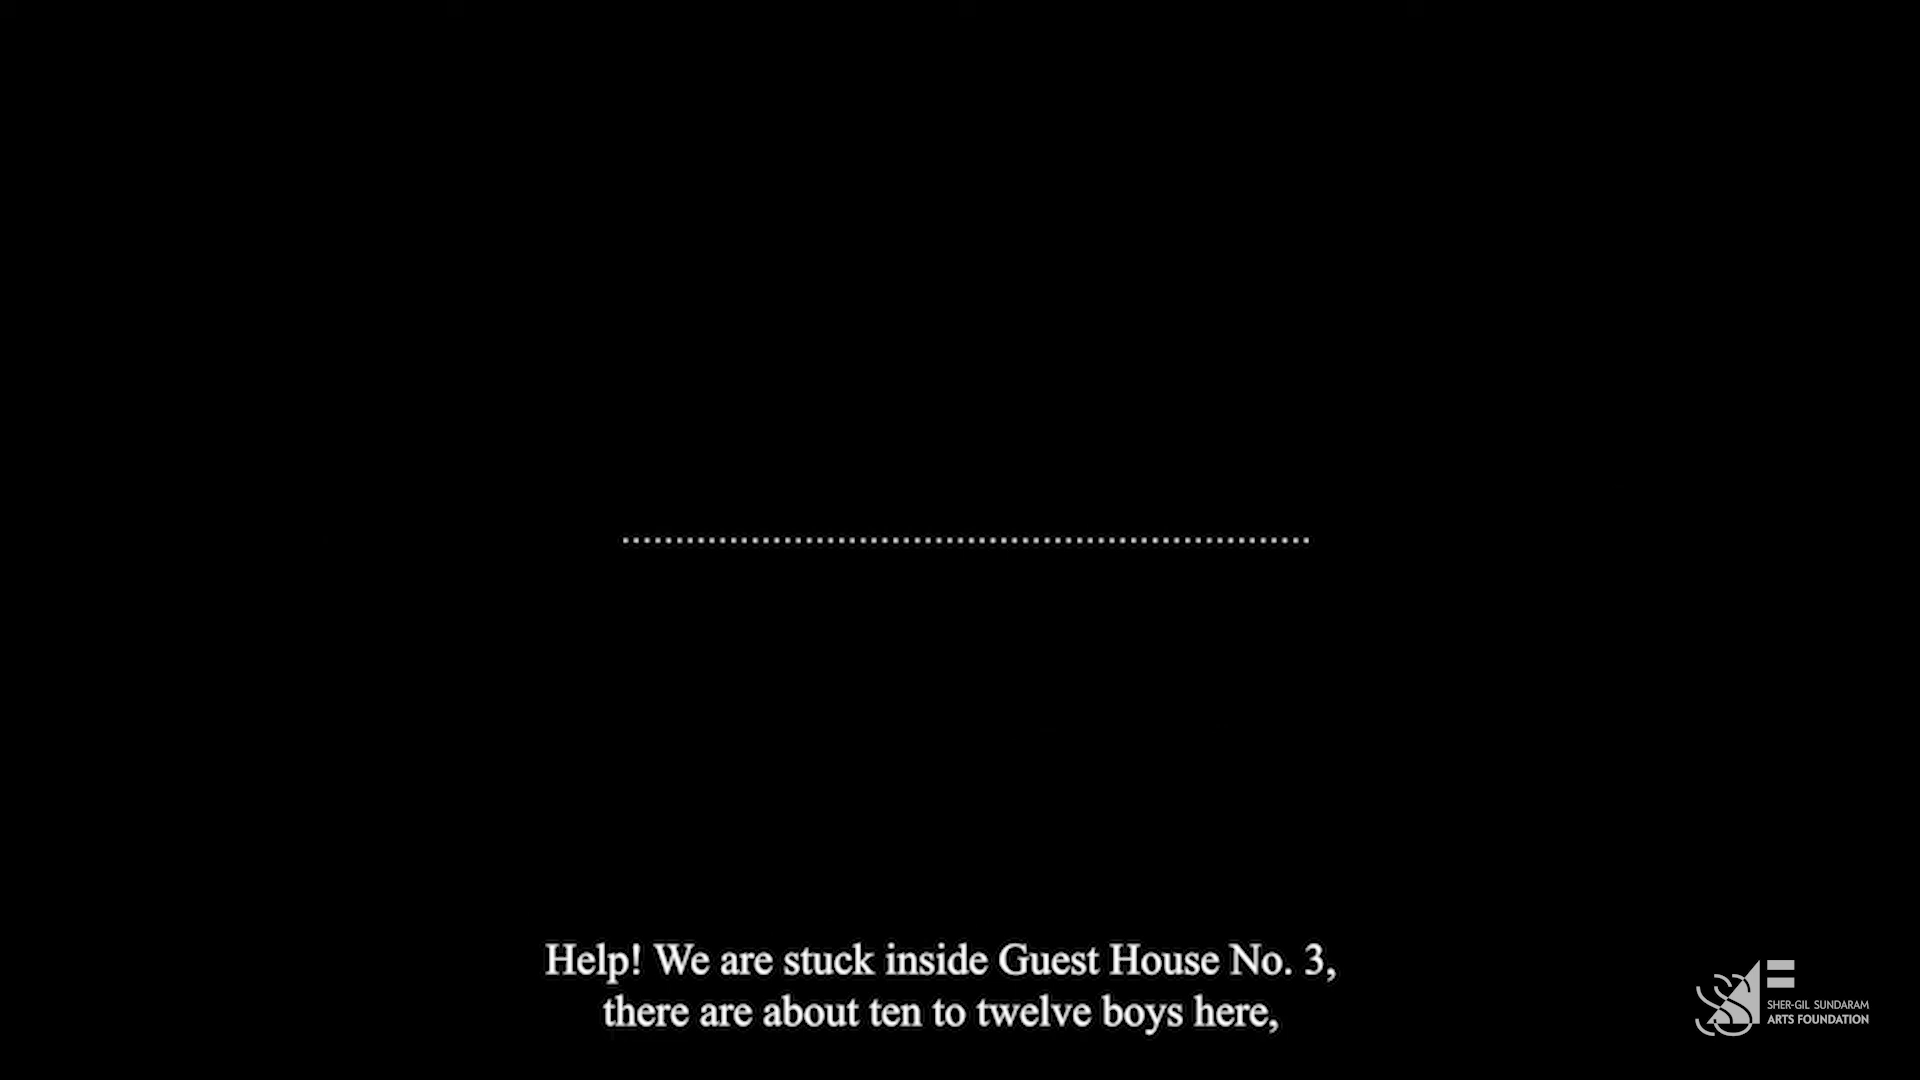 Help! We are stuck inside Guest House No. 3,
there are about ten to twelve boys here,
SHER-GIL SUNDARAM
ARTS FOUNDATION